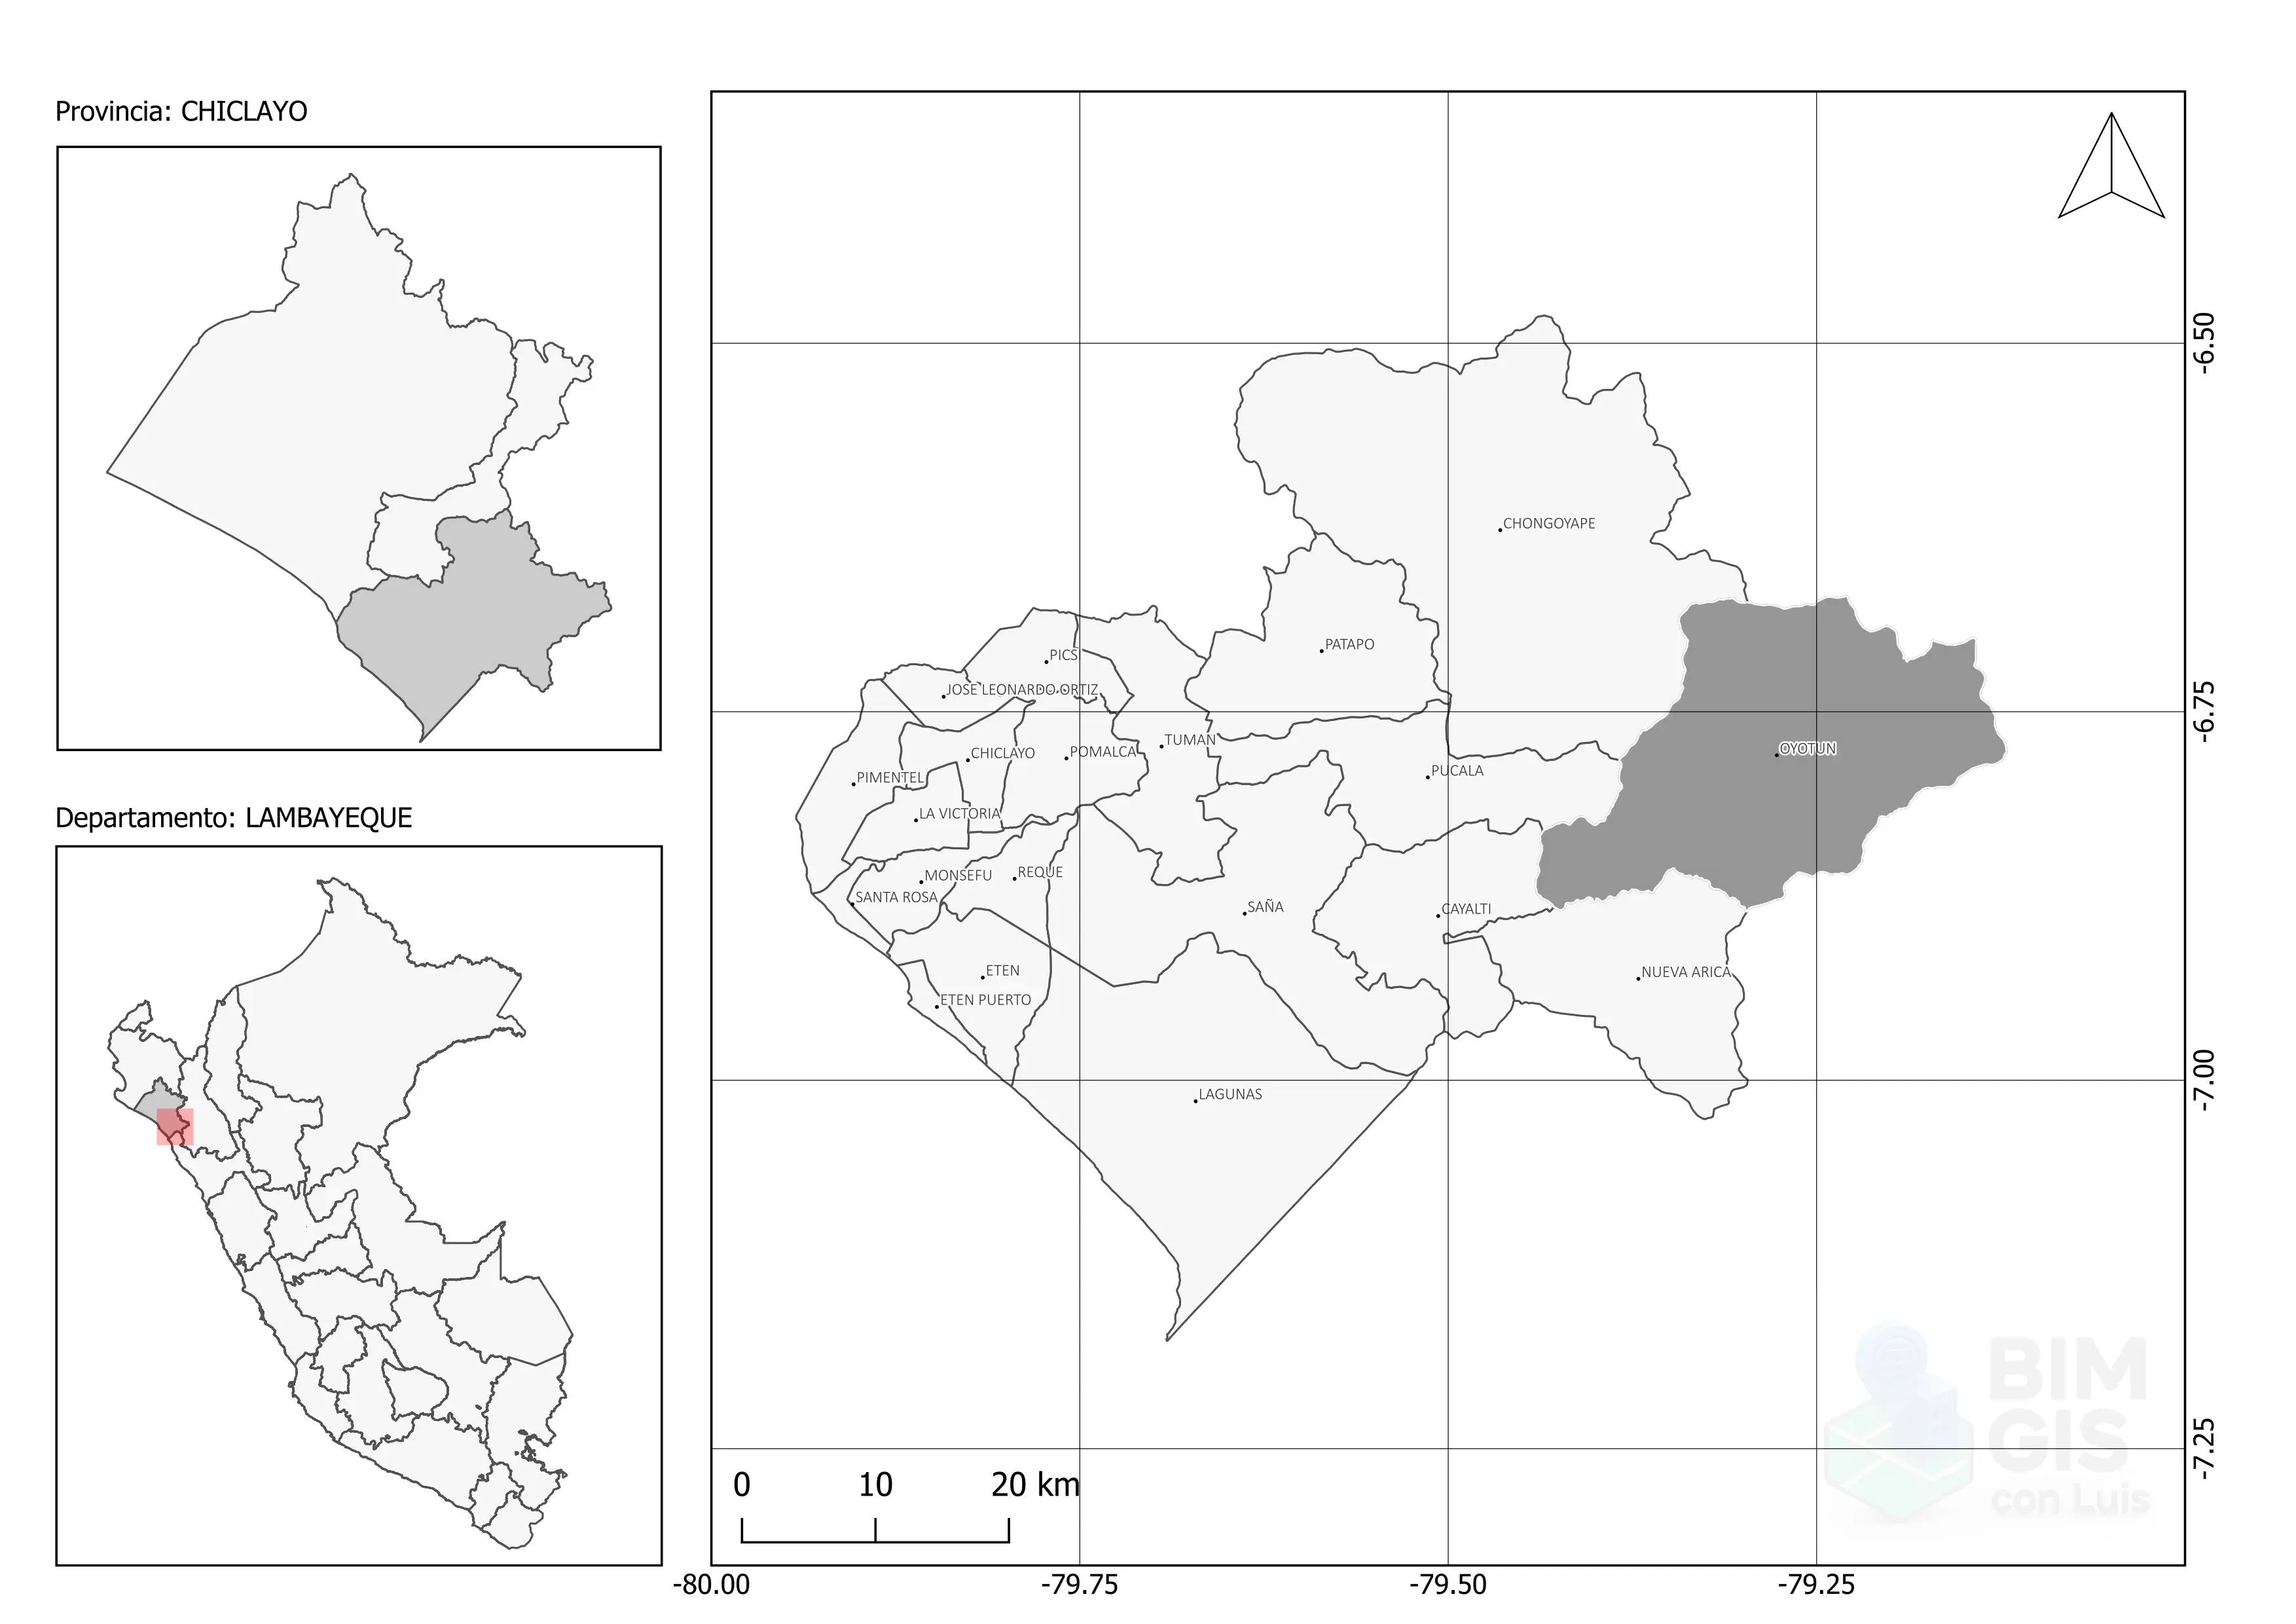 Provincia: CHICLAYO
Departamento: LAMBAYEQUE
CHONGOYAPE
PATAPO
PICSI
JOSE LEONARDO ORTIZ
TUMAN
OYOTUN
CHICLAYO
POMALCA
PUCALA
PIMENTEL
LA VICTORIA
REQUE
MONSEFU
SANTA ROSA
SAÑA
CAYALTI
ETEN
NUEVA ARICA
ETEN PUERTO
LAGUNAS
-6.50
-6.75
-7.00
-7.25
0 10 20 km
-80.00 -79.75 -79.50 -79.25
BIM
GIS
con Luis